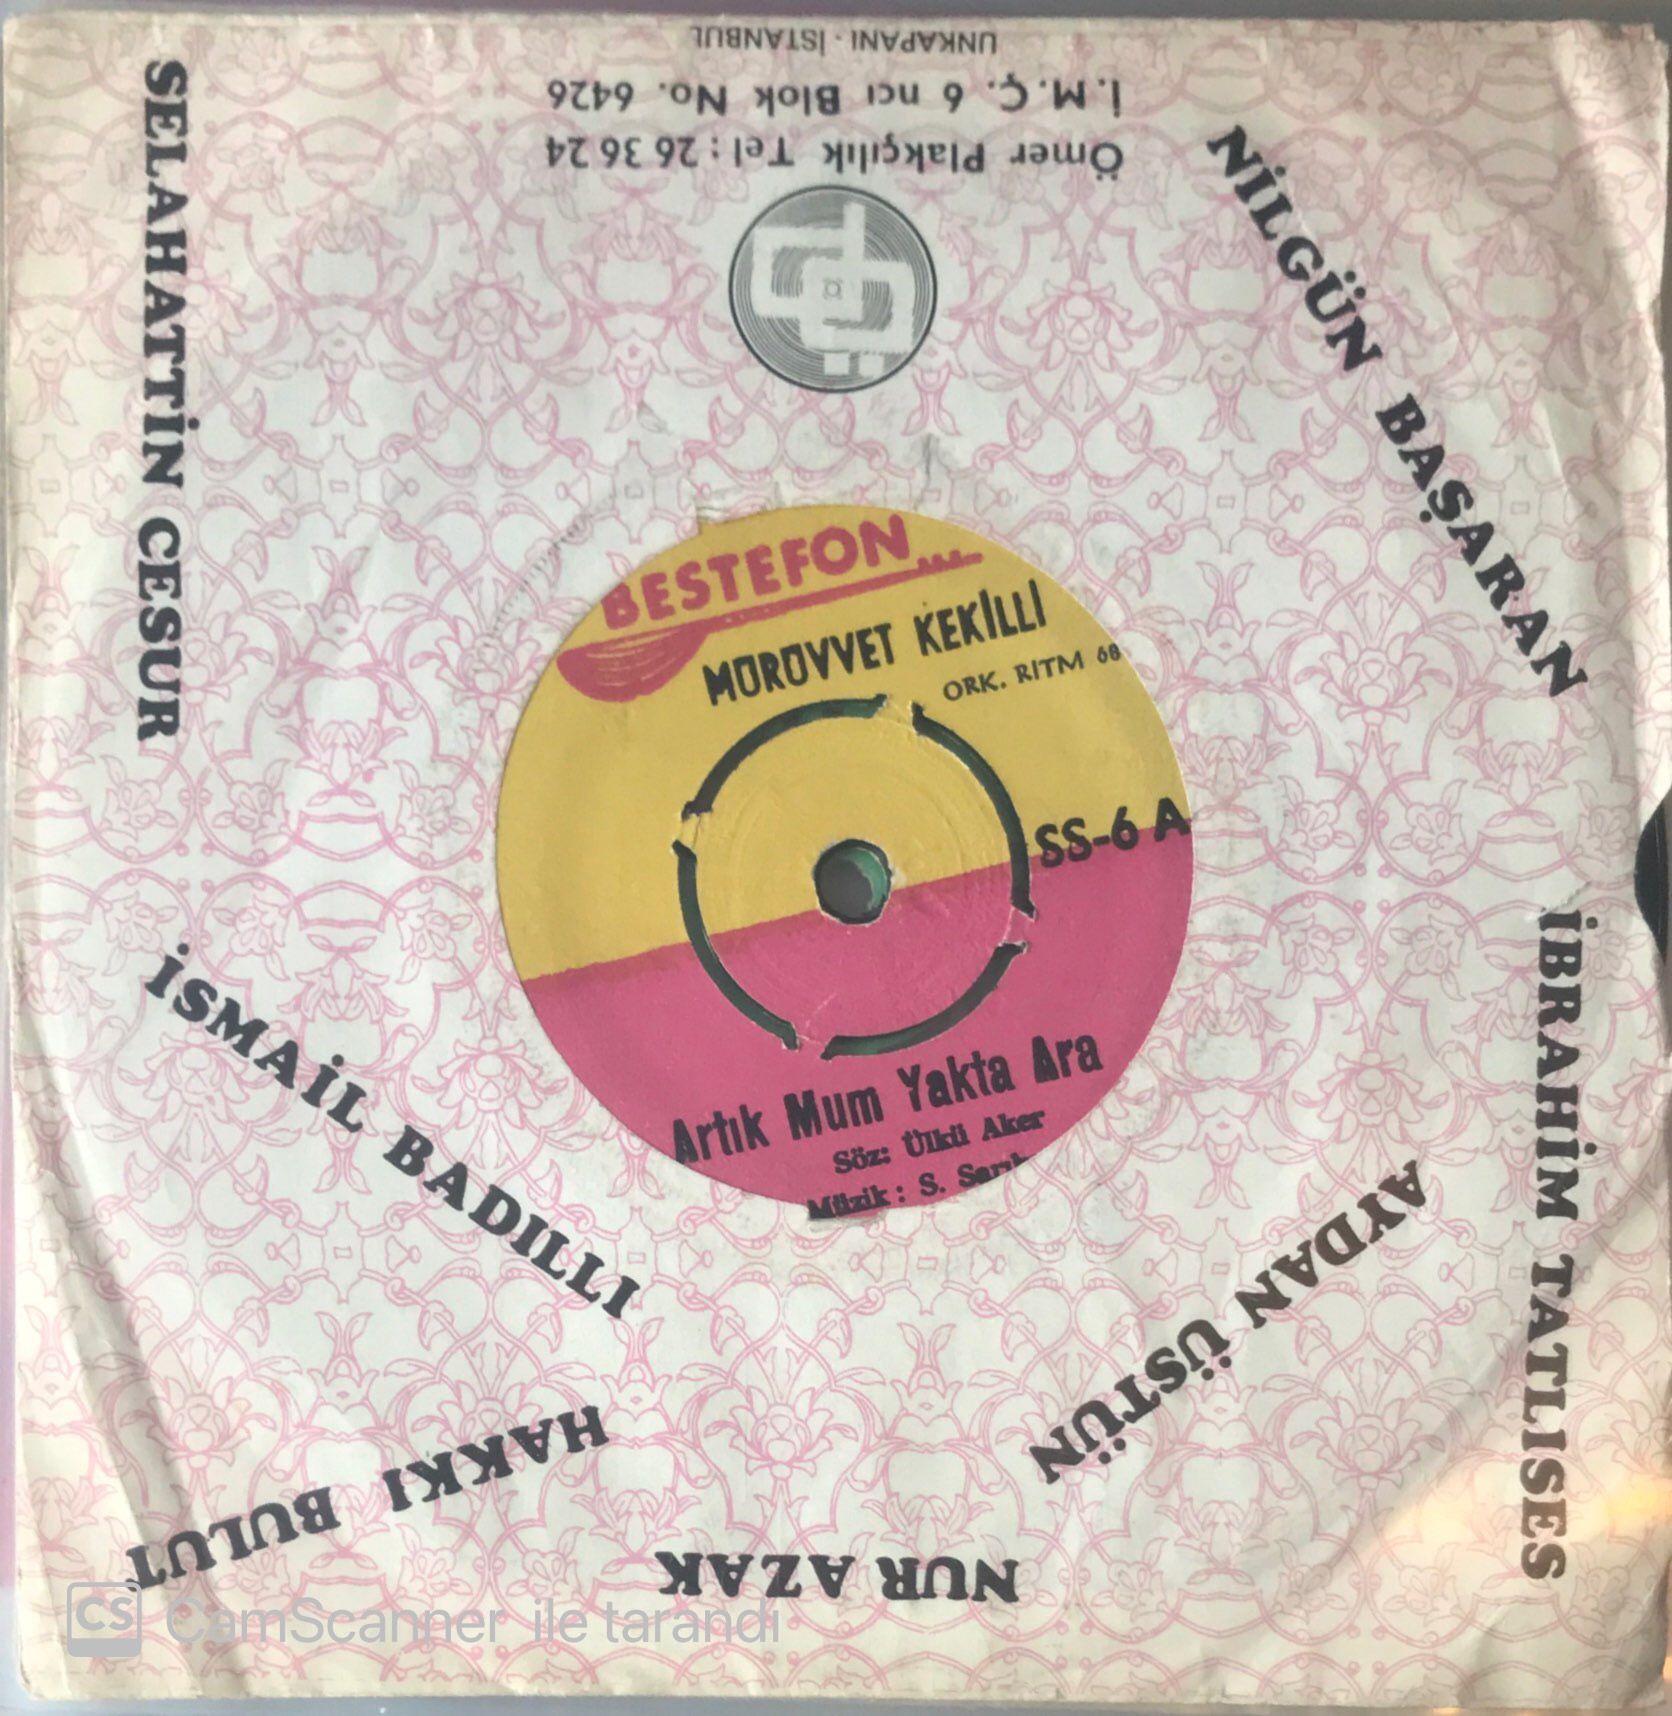 UNKAPANI - İSTANBUL
İ.M.Ç. 6 ncı Blok No. 6426
Ömer Plakçılık Tel: 26 36 24
SELAHATTİN CESUR
NİLGÜN BAŞARAN
BESTEFON...
MÜRÜVVET KEKİLLİ
ORK. RITM 68
SS-6 A
Artık Mum Yakta Ara
Söz: Ülkü Aker
Müzik: S.
İSMAİL BADILLI
İBRAHİM TATLISES
AYDAN ÜSTÜN
HAKKI BULUT
NUR AZAK
CS CamScanner ile tarandı